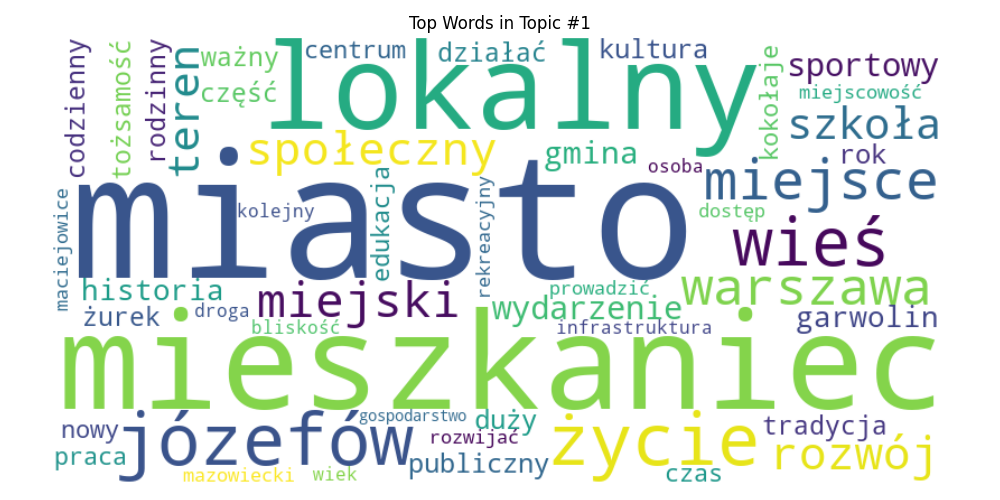 Top Words in Topic #1
codzienny
tożsamość
rodzinny
teren
ważny
część
centrum
działać
kultura
lokalny
kokołaje
sportowy
miejscowość
szkoła
społeczny
gmina
osoba
rok
miasto
miejsce
maciejowice
kolejny
edukacja
rekreacyjny
dostęp
wieś
historia
miejski
prowadzić
wydarzenie
warszawa
żurek
droga
bliskość
infrastruktura
garwolin
mieszkaniec
nowy
józefów
gospodarstwo
duży
rozwijać
życie
tradycja
praca
publiczny
rozwój
mazowiecki
wiek
czas